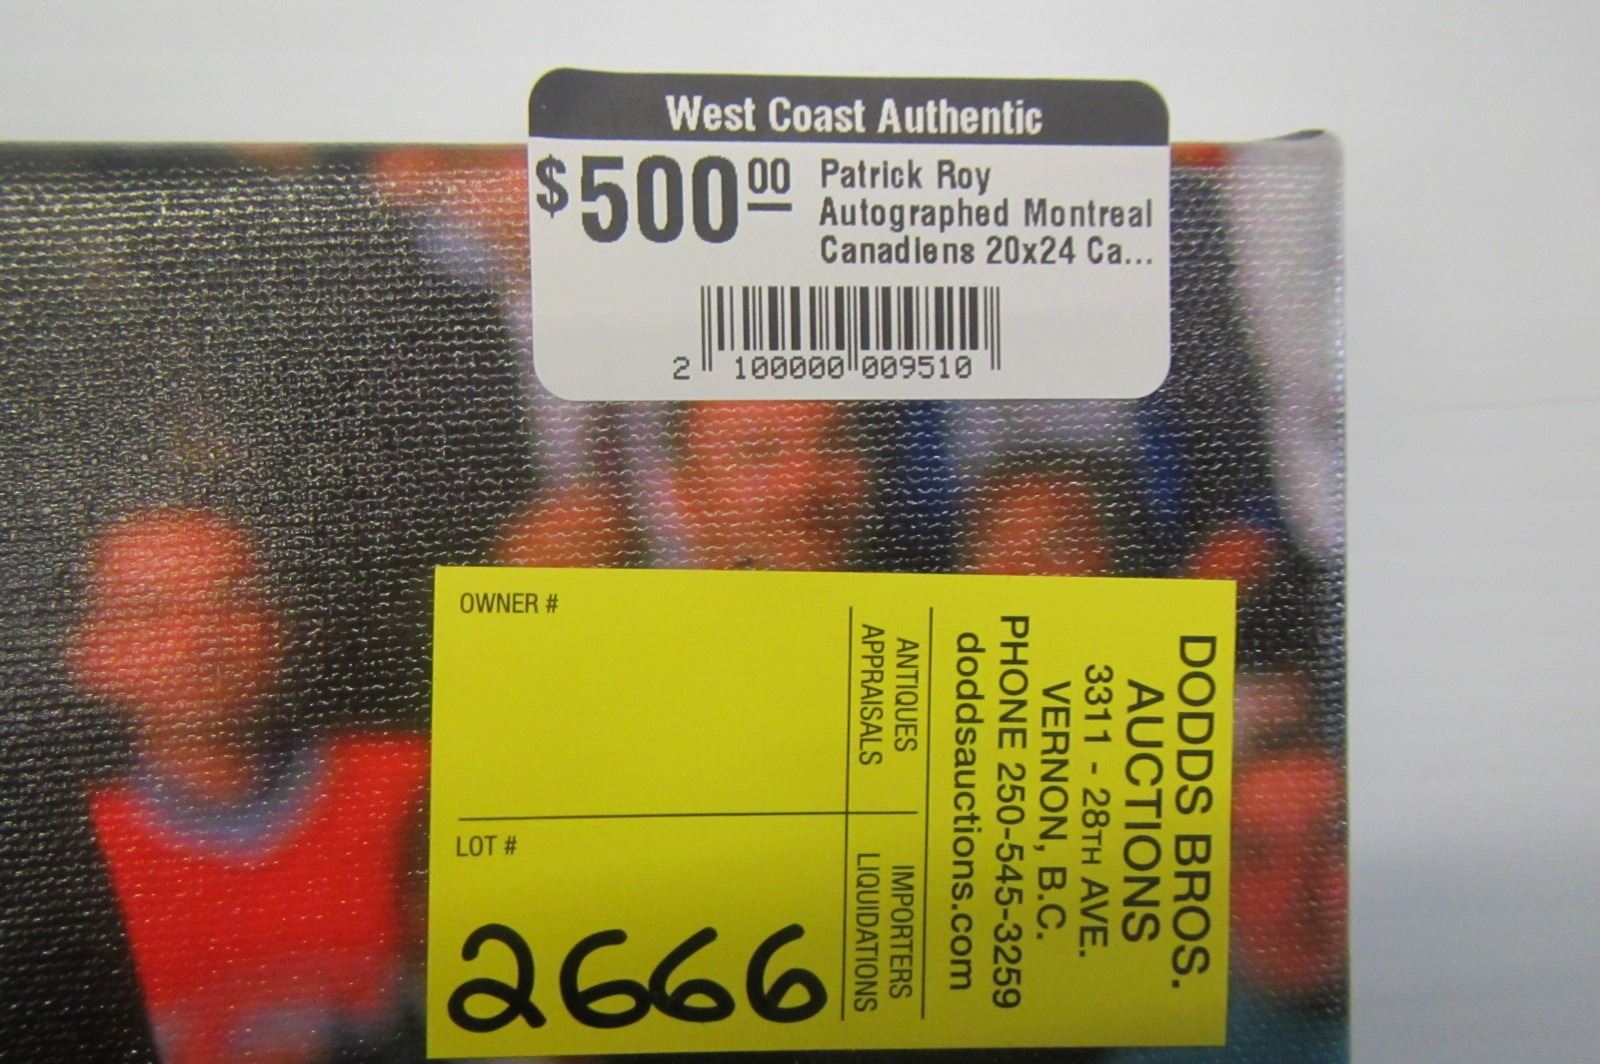 West Coast Authentic
$500 00
Patrick Roy
Autographed Montreal
Canadiens 20x24 Ca...
2 100000 009510
OWNER #
LOT #
2666
ANTIQUES
APPRAISALS
IMPORTERS
LIQUIDATIONS
DODDS BROS.
AUCTIONS
3311 - 28TH AVE.
VERNON, B.C.
PHONE 250-545-3259
doddsauctions.com